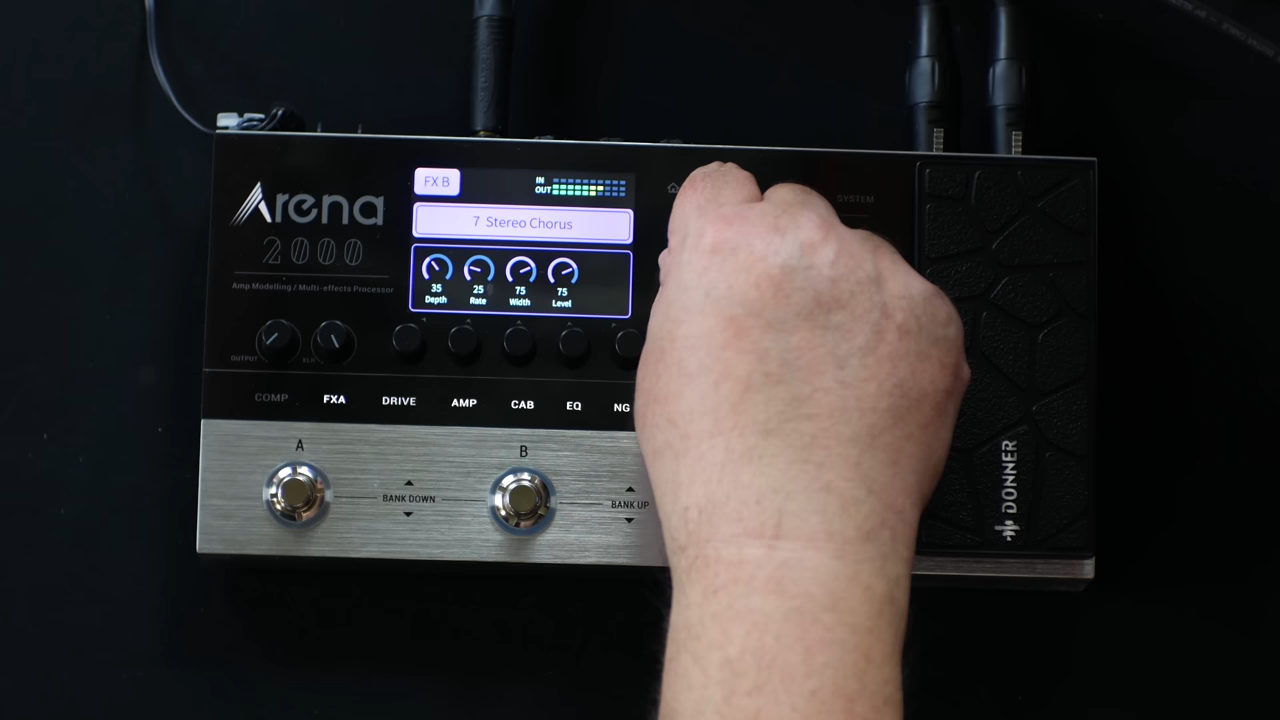 Arena
2000
Amp Modelling / Multi-effects Processor
FX B
IN
OUT
7 Stereo Chorus
35
25
75
75
Depth
Rate
Width
Level
SYSTEM
OUTPUT
COMP
FXA
DRIVE
AMP
CAB
EQ
NG
A
BANK DOWN
B
BANK UP
DONNER